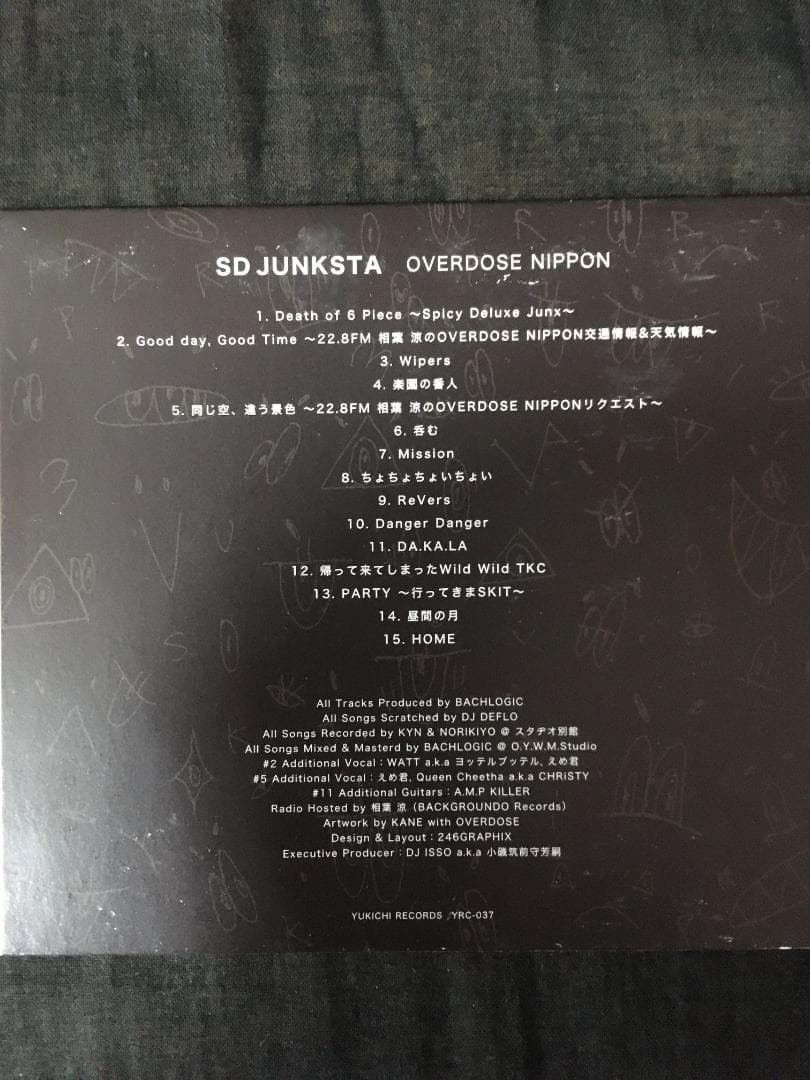 SD JUNKSTA OVERDOSE NIPPON
1. Death of 6 Piece 〜Spicy Deluxe Junx〜
2. Good day, Good Time 〜22.8FM 相葉 涼のOVERDOSE NIPPON交通情報&天気情報〜
3. Wipers
4. 楽園の番人
5. 同じ空、違う景色 〜22.8FM 相葉 涼のOVERDOSE NIPPONリクエスト〜
6. 呑む
7. Mission
8. ちょちょちょいちょい
9. ReVers
10. Danger Danger
11. DA.KA.LA
12. 帰って来てしまったWild Wild TKC
13. PARTY 〜行ってきまSKIT〜
14. 昼間の月
15. HOME
All Tracks Produced by BACHLOGIC
All Songs Scratched by DJ DEFLO
All Songs Recorded by KYN & NORIKIYO @ スタヂオ別館
All Songs Mixed & Masterd by BACHLOGIC @ O.Y.W.M.Studio
#2 Additional Vocal : WATT a.k.a ヨッテルブッテル, えめ君
#5 Additional Vocal : えめ君, Queen Cheetha a.k.a CHRiSTY
#11 Additional Guitars : A.M.P KILLER
Radio Hosted by 相葉 涼（BACKGROUNDO Records）
Artwork by KANE with OVERDOSE
Design & Layout : 246GRAPHIX
Executive Producer : DJ ISSO a.k.a 小磯筑前守芳嗣
YUKICHI RECORDS YRC-037